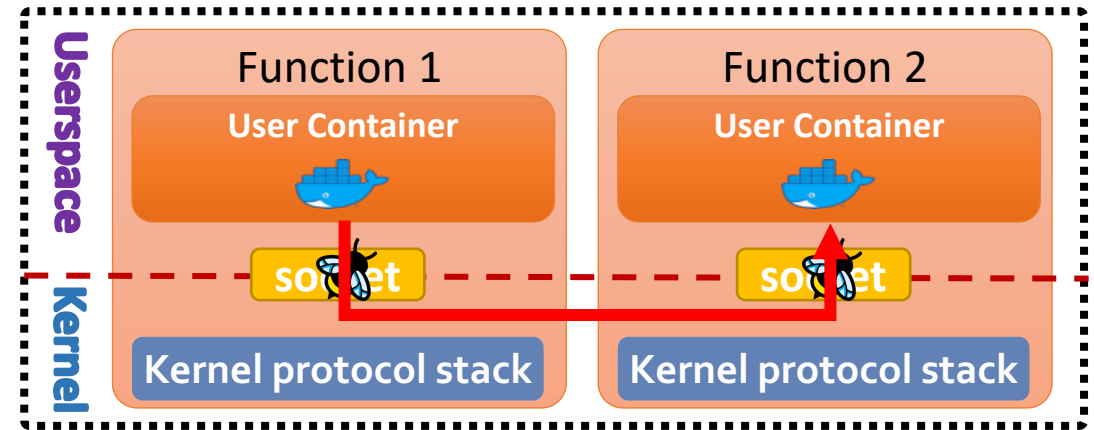 Userspace
Kernel
Function 1
User Container
socket
Kernel protocol stack
Function 2
User Container
socket
Kernel protocol stack